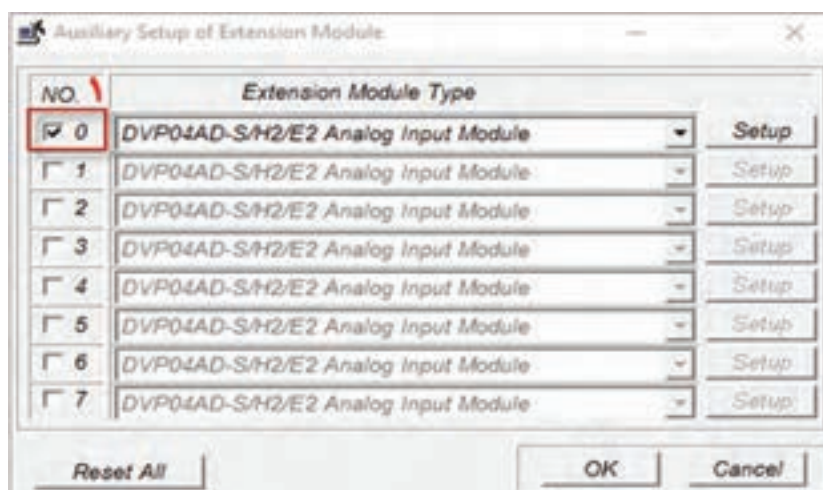 Auxiliary Setup of Extension Module
NO. Extension Module Type
0 DVP04AD-S/H2/E2 Analog Input Module Setup
1 DVP04AD-S/H2/E2 Analog Input Module Setup
2 DVP04AD-S/H2/E2 Analog Input Module Setup
3 DVP04AD-S/H2/E2 Analog Input Module Setup
4 DVP04AD-S/H2/E2 Analog Input Module Setup
5 DVP04AD-S/H2/E2 Analog Input Module Setup
6 DVP04AD-S/H2/E2 Analog Input Module Setup
7 DVP04AD-S/H2/E2 Analog Input Module Setup
Reset All OK Cancel